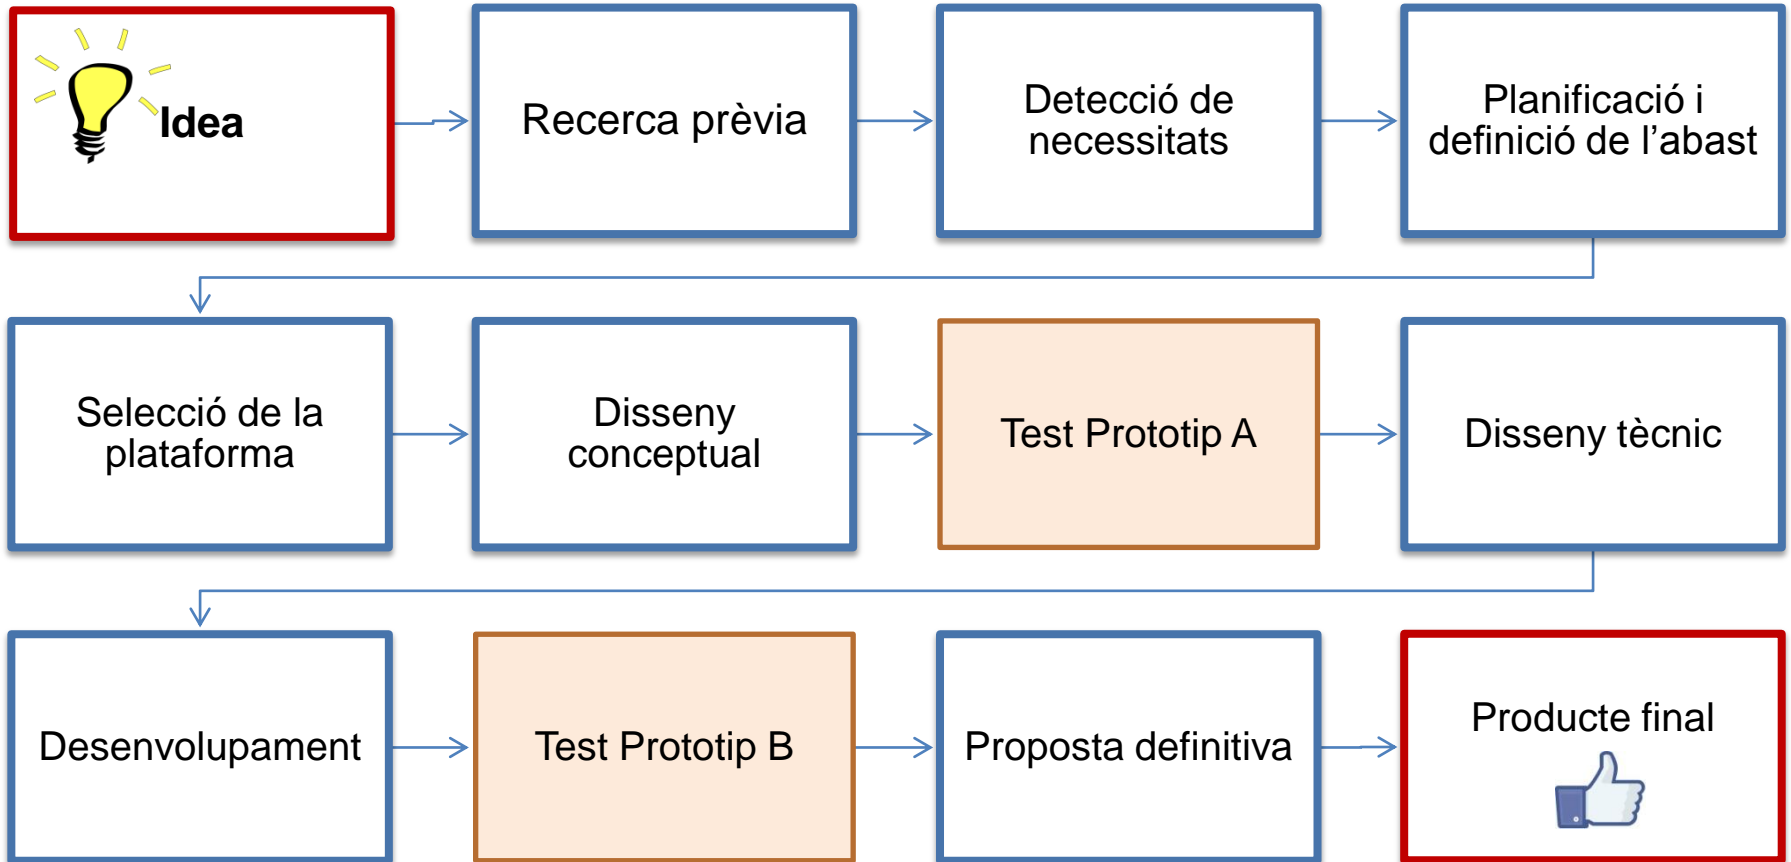 Idea
Recerca prèvia
Detecció de
necessitats
Planificació i
definició de l’abast
Selecció de la
plataforma
Disseny
conceptual
Test Prototip A
Disseny tècnic
Desenvolupament
Test Prototip B
Proposta definitiva
Producte final